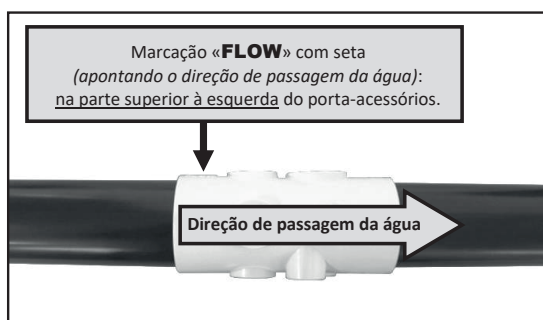 Marcação «FLOW» com seta
(apontando o direção de passagem da água):
na parte superior à esquerda do porta-acessórios.
Direção de passagem da água